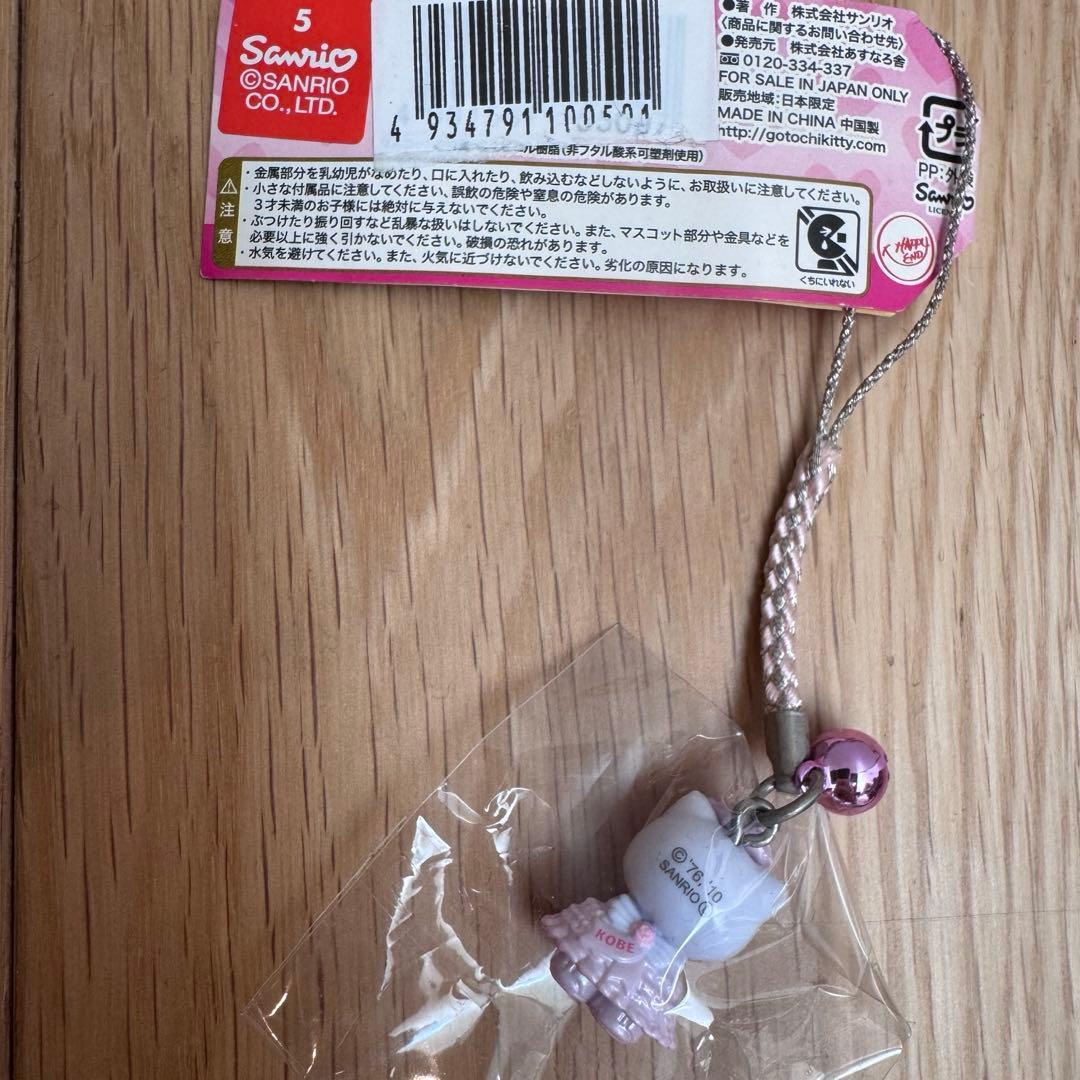 5
Sanrio
©SANRIO
CO., LTD.
4 934791 100501
●著 作 株式会社サンリオ
〈商品に関するお問い合わせ先〉
●発売元 株式会社あすなろ舎
0120-334-337
FOR SALE IN JAPAN ONLY
販売地域:日本限定
MADE IN CHINA 中国製
http://gotochikitty.com
ル樹脂(非フタル酸系可塑剤使用)
プラ
PP:外
Sanrio
LICEN
注意
・金属部分を乳幼児がなめたり、口に入れたり、飲み込むなどしないように、お取扱いに注意してください。
・小さな付属品に注意してください、誤飲の危険や窒息の危険があります。
3才未満のお子様には絶対に与えないでください。
・ぶつけたり振り回すなど乱暴な扱いはしないでください。また、マスコット部分や金具などを
必要以上に強く引かないでください。破損の恐れがあります。
・水気を避けてください。また、火気に近づけないでください。劣化の原因になります。
くちにいれない
HAPPY
END
©'76,'10
SANRIO
KOBE